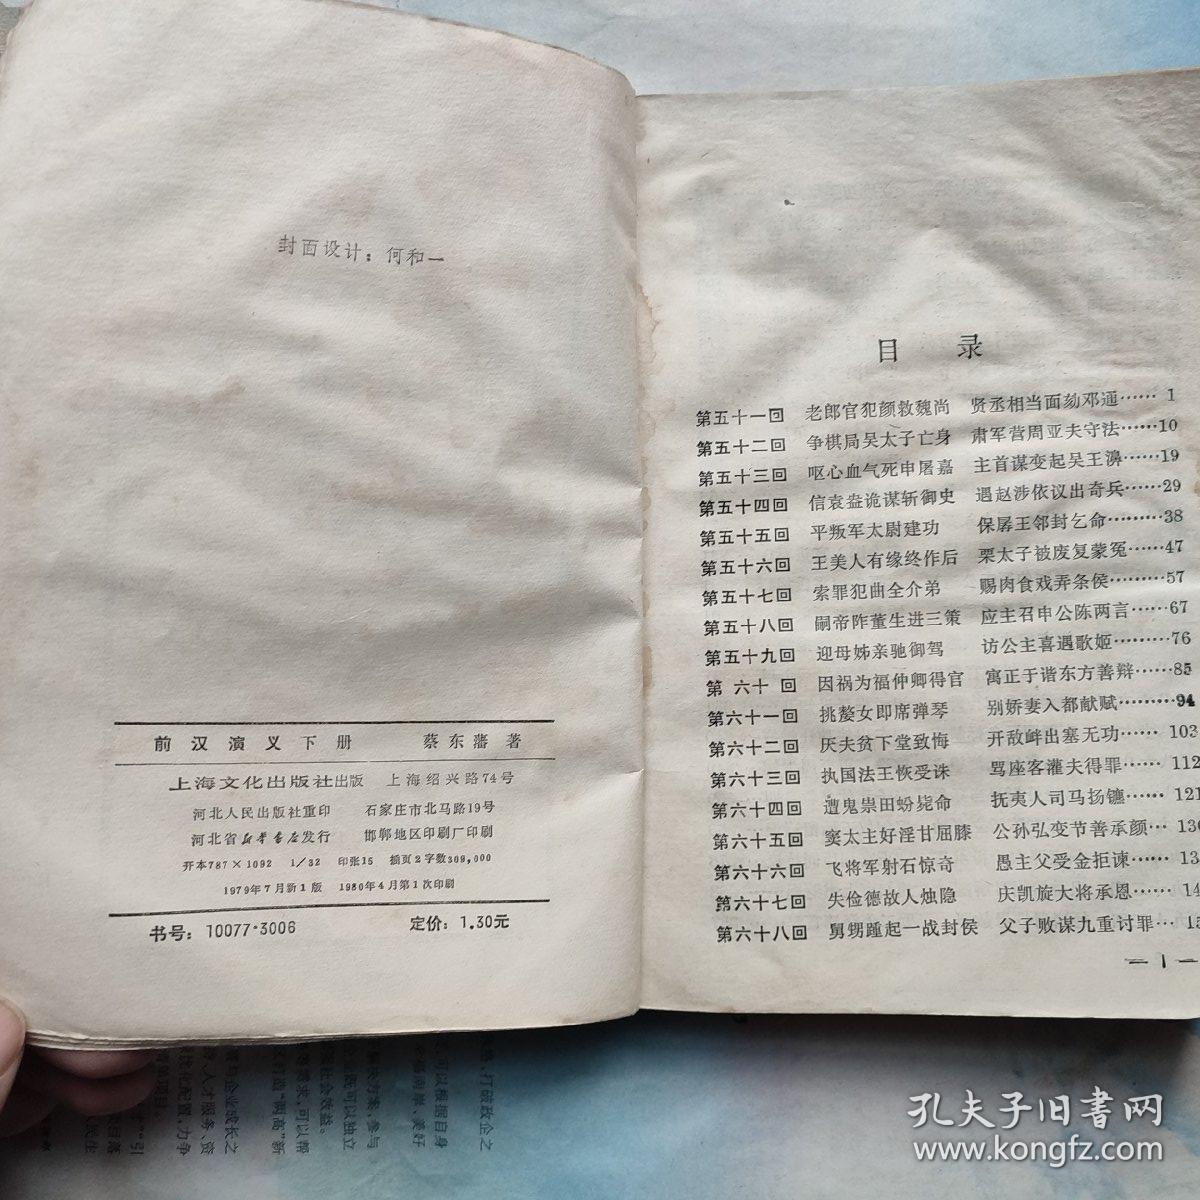 封面设计：何和一
前汉演义 下册 蔡东藩 著
上海文化出版社出版 上海绍兴路74号
河北人民出版社重印 石家庄市北马路19号
河北省新华书店发行 邯郸地区印刷厂印刷
开本787×1092 1/32 印张15 插页2 字数309,000
1979年7月新1版 1980年4月第1次印刷
书号：10077·3006 定价：1.30元
目 录
第五十一回 老郎官犯颜救魏尚 贤丞相当面劾邓通…… 1
第五十二回 争棋局吴太子亡身 肃军营周亚夫守法……10
第五十三回 呕心血气死申屠嘉 主首谋变起吴王濞……19
第五十四回 信袁盎诡谋斩御史 遇赵涉依议出奇兵……29
第五十五回 平叛军太尉建功 保孱王邻封乞命………38
第五十六回 王美人有缘终作后 栗太子被废复蒙冤……47
第五十七回 索罪犯曲全介弟 赐肉食戏弄条侯………57
第五十八回 嗣帝阼董生进三策 应主召申公陈两言……67
第五十九回 迎母姊亲驰御驾 访公主喜遇歌姬………76
第六十回 因祸为福仲卿得官 寓正于谐东方善辩……85
第六十一回 挑嫠女即席弹琴 别娇妻入都献赋………94
第六十二回 厌夫贫下堂致悔 开敌衅出塞无功…… 103
第六十三回 执国法王恢受诛 骂座客灌夫得罪…… 112
第六十四回 遭鬼祟田蚡毙命 抚夷人司马扬镳…… 121
第六十五回 窦太主好淫甘屈膝 公孙弘变节善承颜… 130
第六十六回 飞将军射石惊奇 愚主父受金拒谏…… 13
第六十七回 失俭德故人烛隐 庆凯旋大将承恩…… 14
第六十八回 舅甥踵起一战封侯 父子败谋九重讨罪… 15
— 1 —
孔夫子旧书网
www.kongfz.com